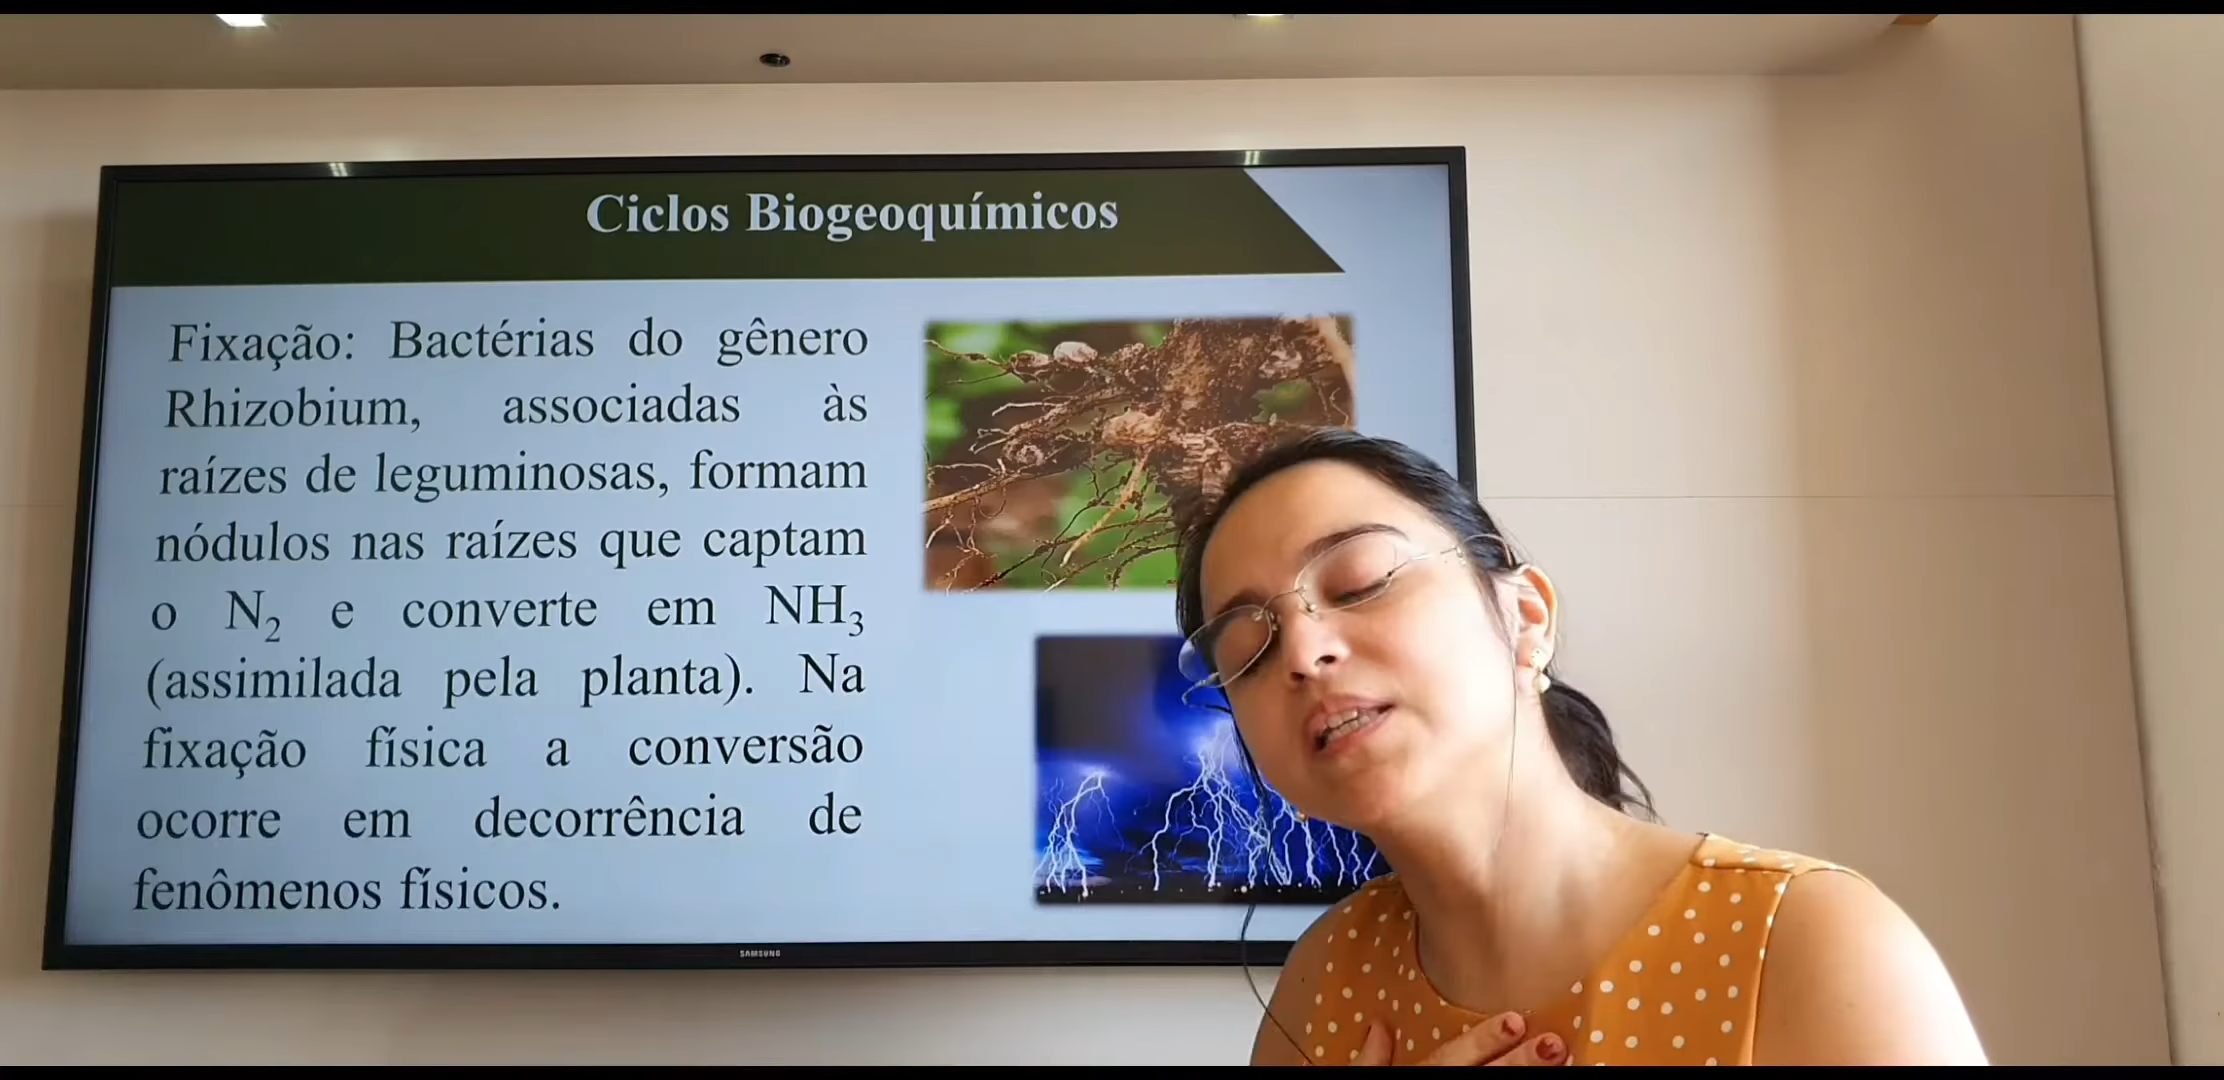 Ciclos Biogeoquímicos
Fixação: Bactérias do gênero
Rhizobium, associadas às
raízes de leguminosas, formam
nódulos nas raízes que captam
o N₂ e converte em NH₃
(assimilada pela planta). Na
fixação física a conversão
ocorre em decorrência de
fenômenos físicos.
SAMSUNG